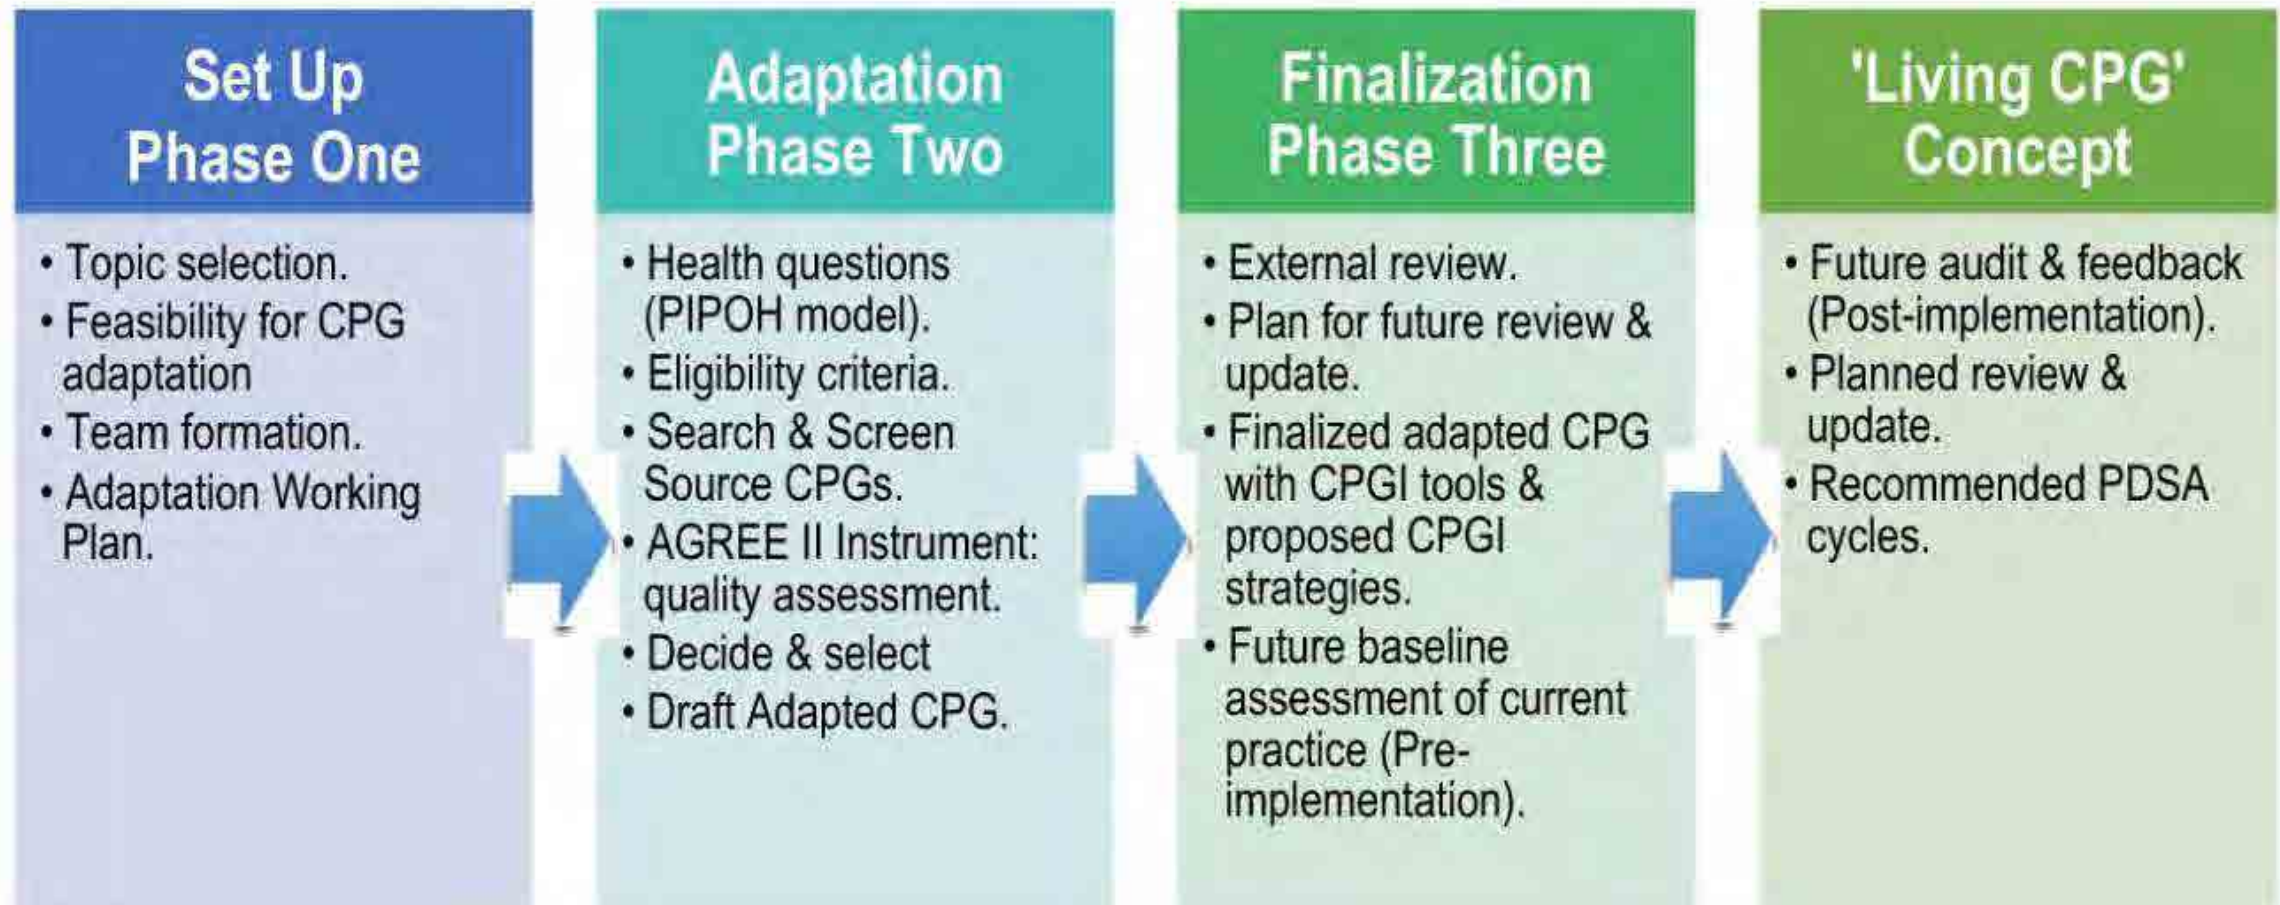 Set Up
Phase One
• Topic selection.
• Feasibility for CPG
adaptation
• Team formation.
• Adaptation Working
Plan.
Adaptation
Phase Two
• Health questions
(PIPOH model).
• Eligibility criteria.
• Search & Screen
Source CPGs.
• AGREE II Instrument:
quality assessment.
• Decide & select
• Draft Adapted CPG.
Finalization
Phase Three
• External review.
• Plan for future review &
update.
• Finalized adapted CPG
with CPGI tools &
proposed CPGI
strategies.
• Future baseline
assessment of current
practice (Pre-
implementation).
'Living CPG'
Concept
• Future audit & feedback
(Post-implementation).
• Planned review &
update.
• Recommended PDSA
cycles.